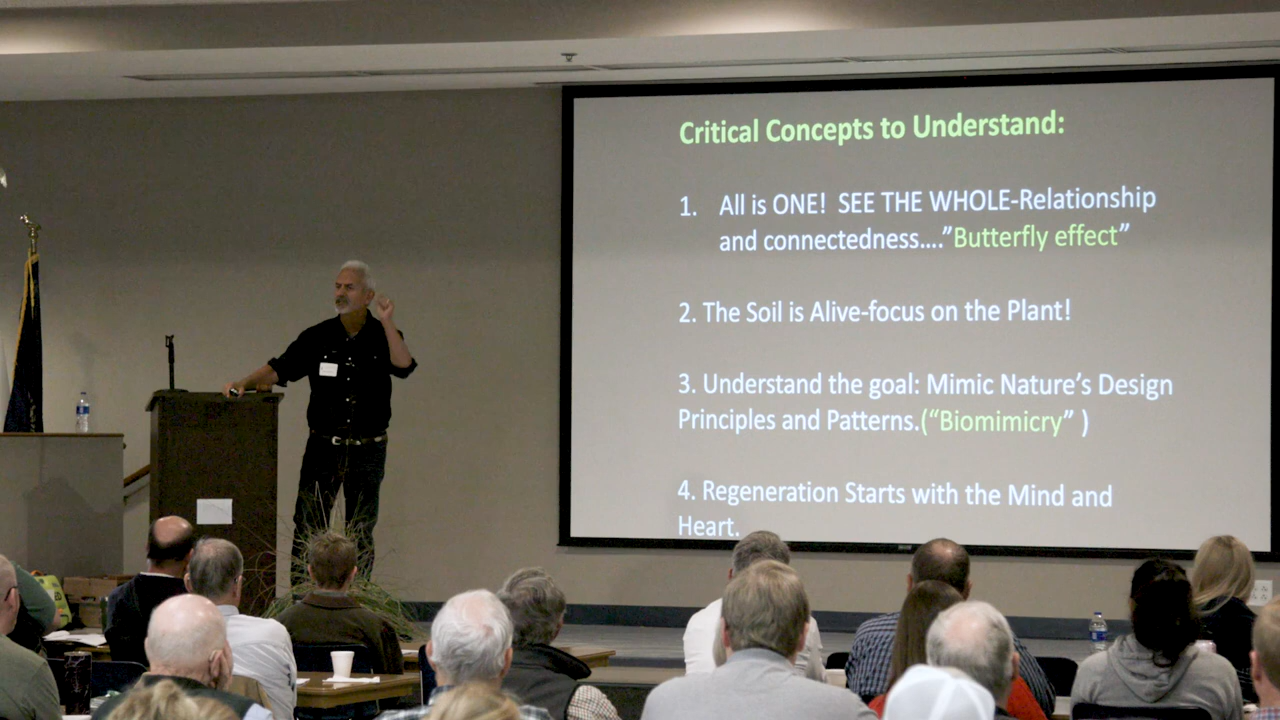 Critical Concepts to Understand:
1. All is ONE! SEE THE WHOLE-Relationship
and connectedness....”Butterfly effect”
2. The Soil is Alive-focus on the Plant!
3. Understand the goal: Mimic Nature’s Design
Principles and Patterns.(“Biomimicry” )
4. Regeneration Starts with the Mind and
Heart.